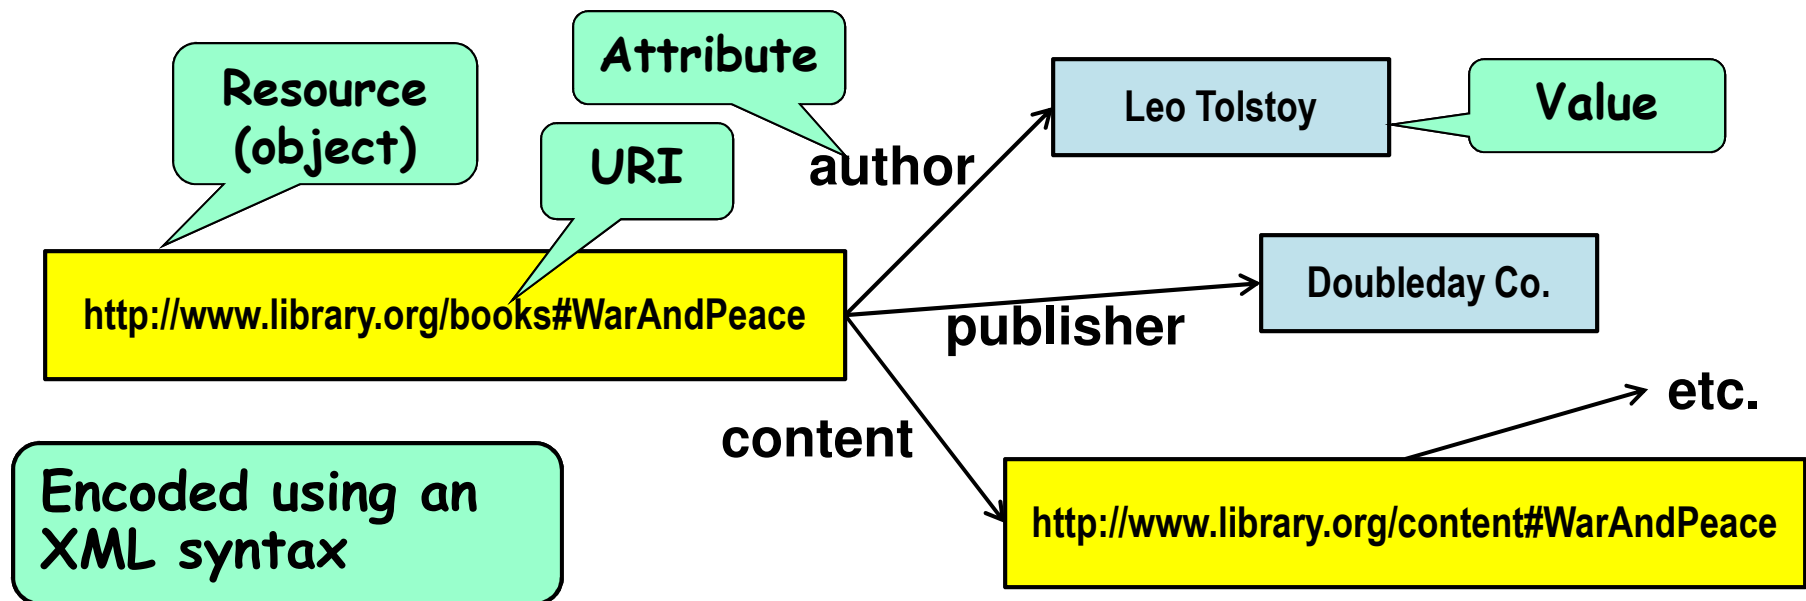 Resource
(object)
Attribute
URI
author
Leo Tolstoy
Value
http://www.library.org/books#WarAndPeace
Doubleday Co.
publisher
content
etc.
Encoded using an
XML syntax
http://www.library.org/content#WarAndPeace